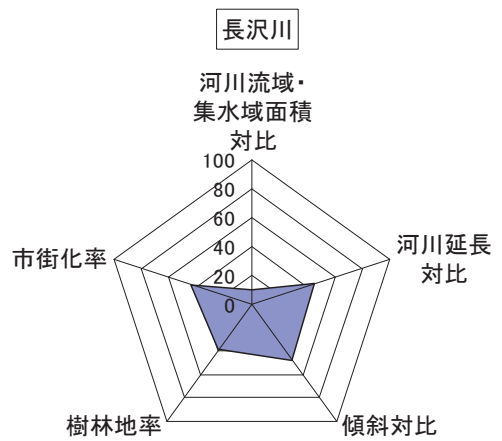 長沢川
河川流域・
集水域面積
対比
100
80
60
40
20
0
河川延長
対比
市街化率
樹林地率
傾斜対比